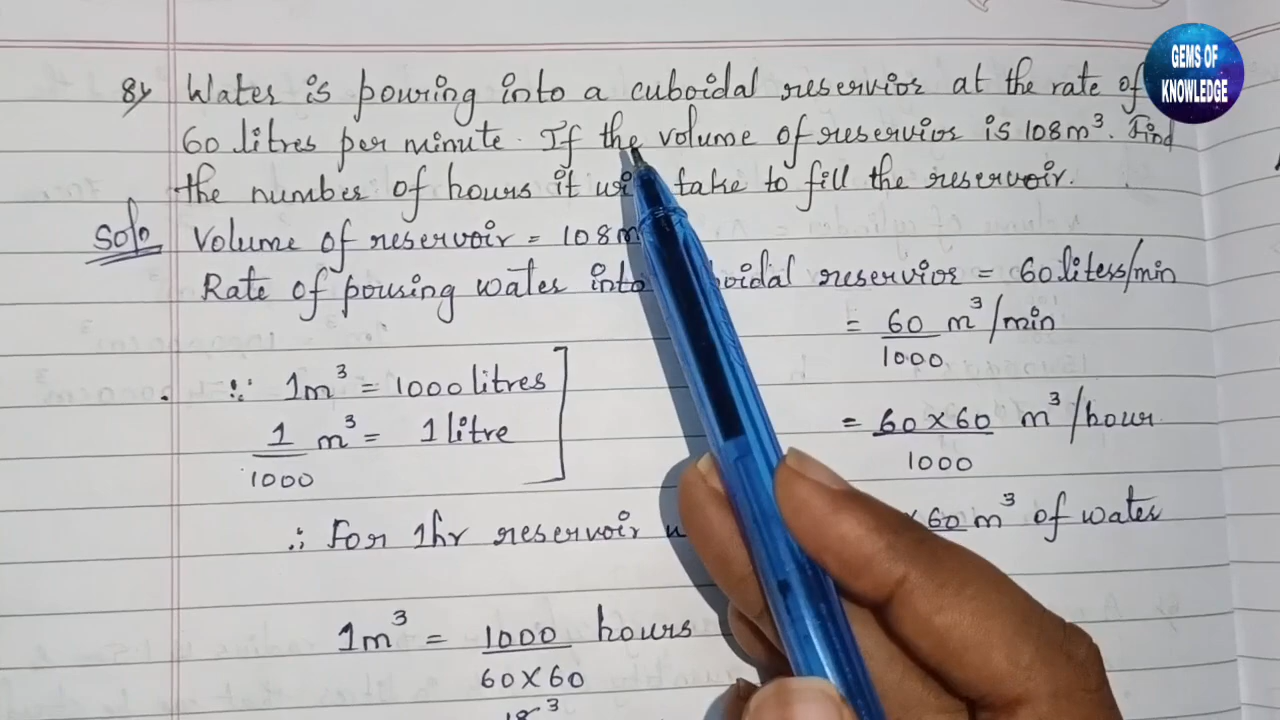 GEMS OF
KNOWLEDGE
8) Water is pouring into a cuboidal reservior at the rate of
60 litres per minute. If the volume of reservior is 108m³. Find
the number of hours it will take to fill the reservoir.
Solo Volume of reservoir = 108m
Rate of pouring water into cuboidal reservior = 60 liters/min
= 60/1000 m³/min
∵ 1m³ = 1000 litres
1/1000 m³ = 1 litre
= 60 × 60/1000 m³/hour
∴ For 1hr reservoir × 60 m³ of water
1m³ = 1000/60×60 hours